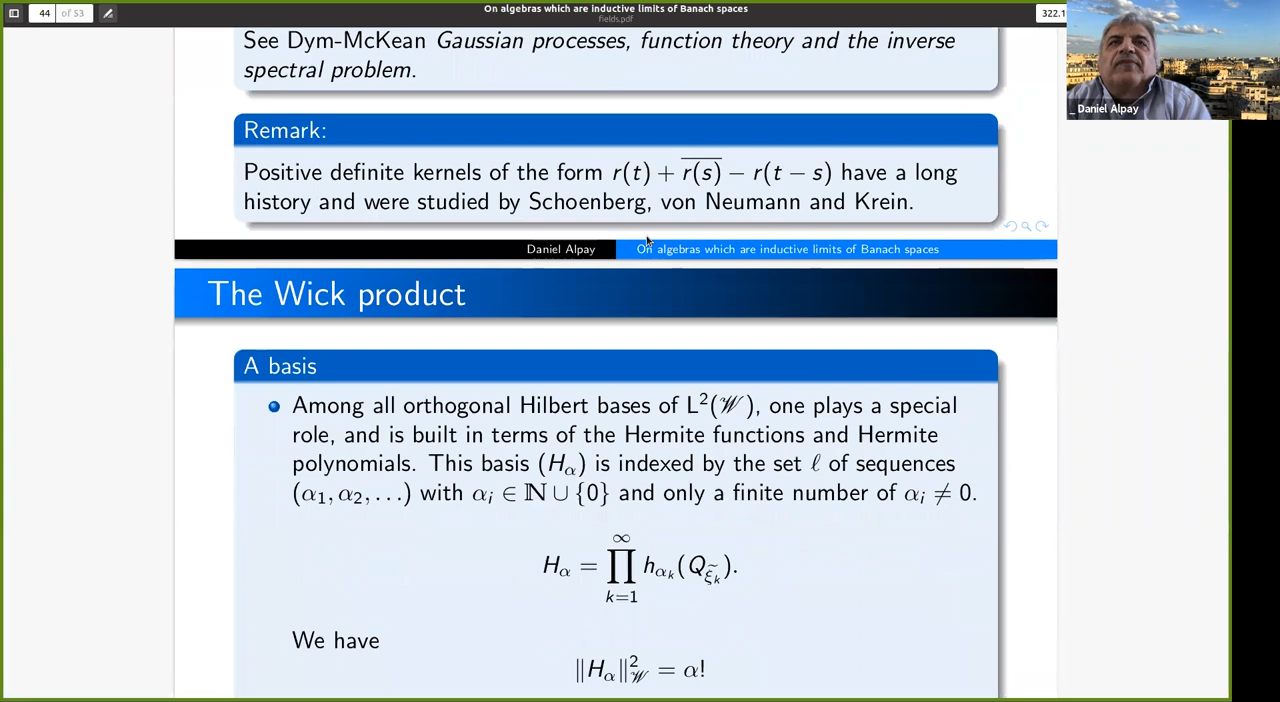 44 of 53
On algebras which are inductive limits of Banach spaces
fields.pdf
322.1
_ Daniel Alpay
See Dym-McKean Gaussian processes, function theory and the inverse
spectral problem.
Remark:
Positive definite kernels of the form r(t) + \overline{r(s)} − r(t − s) have a long
history and were studied by Schoenberg, von Neumann and Krein.
Daniel Alpay On algebras which are inductive limits of Banach spaces
The Wick product
A basis
Among all orthogonal Hilbert bases of L²(𝒲), one plays a special
role, and is built in terms of the Hermite functions and Hermite
polynomials. This basis (H_α) is indexed by the set ℓ of sequences
(α₁, α₂, . . .) with αᵢ ∈ ℕ ∪ {0} and only a finite number of αᵢ ≠ 0.
H_α = ∏_{k=1}^{∞} h_{α_k}(Q_{\widetilde{ξ_k}}).
We have
‖H_α‖²_𝒲 = α!